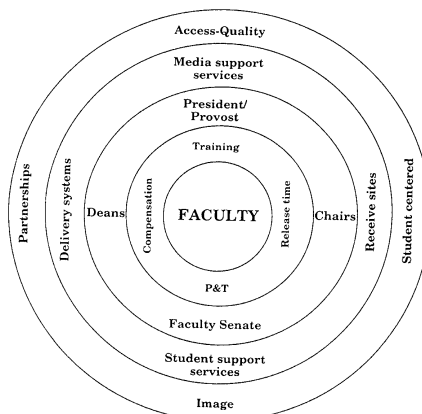 Access-Quality
Media support
services
President/
Provost
Training
Partnerships
Delivery systems
Deans
Compensation
FACULTY
Release time
Chairs
Receive sites
Student centered
P&T
Faculty Senate
Student support
services
Image